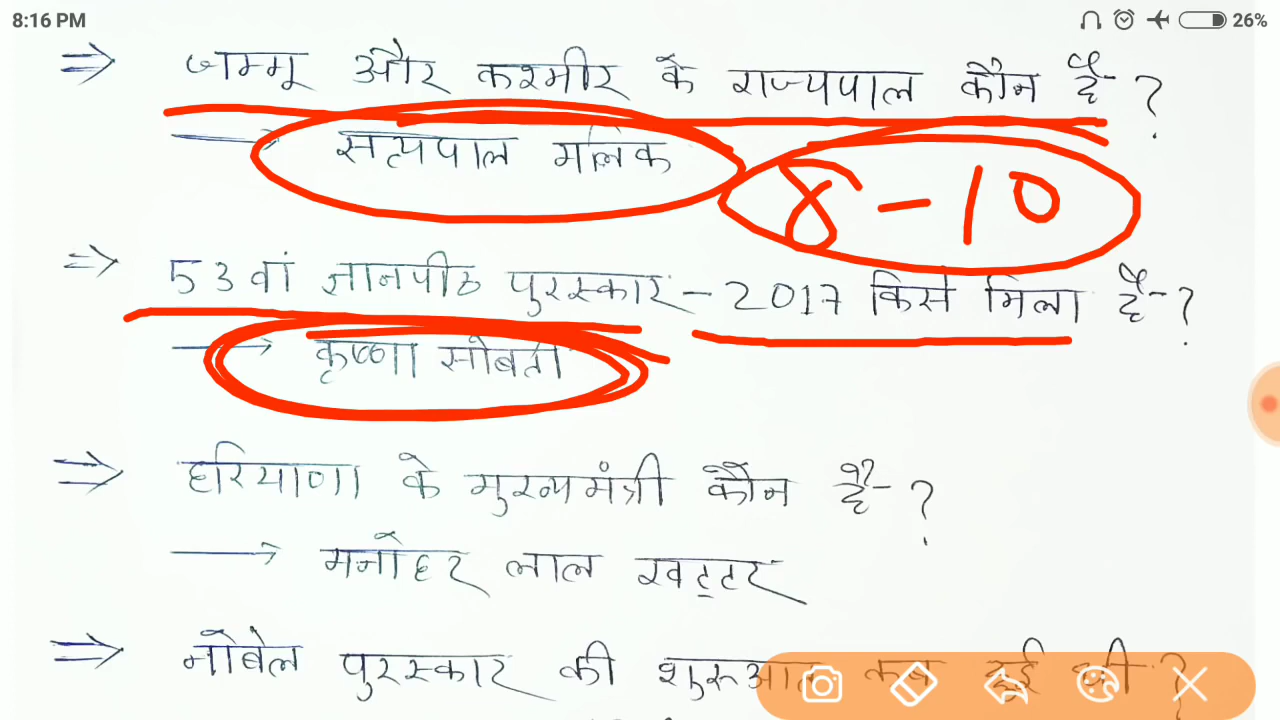 8:16 PM 26%
⇒ जम्मू और कश्मीर के राज्यपाल कौन है- ?
→ सत्यपाल मलिक
8-10
⇒ 53वां ज्ञानपीठ पुरस्कार - 2017 किसे मिला है- ?
→ कृष्णा सोबती
⇒ हरियाणा के मुख्यमंत्री कौन है- ?
→ मनोहर लाल खट्टर
⇒ नोबेल पुरस्कार की शुरूआत कब हुई थी ?